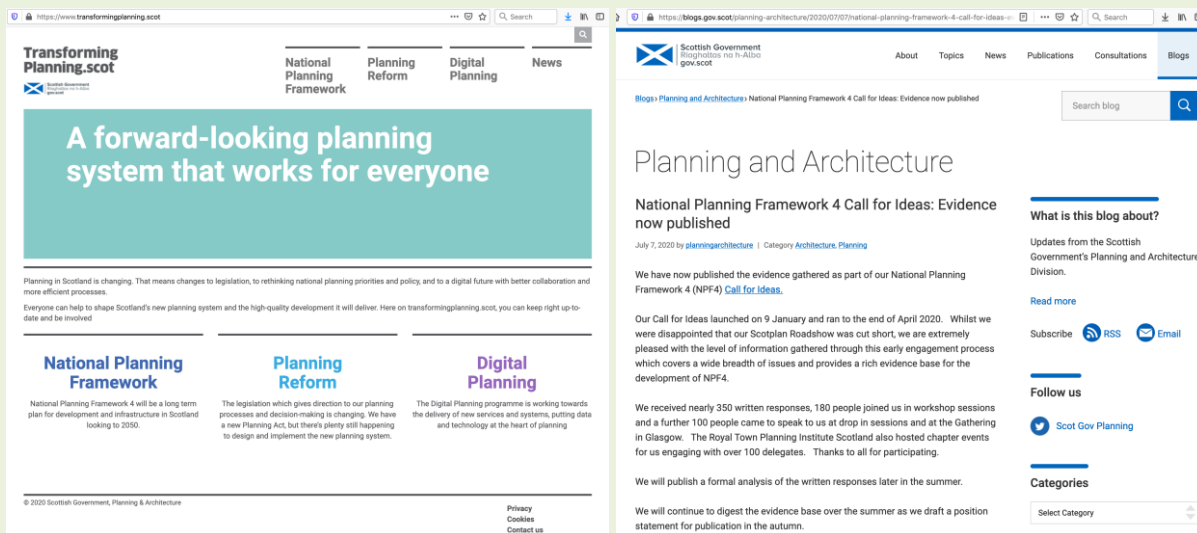 https://www.transformingplanning.scot
Search
Transforming
Planning.scot
Scottish Government
Riaghaltas na h-Alba
gov.scot
National
Planning
Framework
Planning
Reform
Digital
Planning
News
A forward-looking planning
system that works for everyone
Planning in Scotland is changing. That means changes to legislation, to rethinking national planning priorities and policy, and to a digital future with better collaboration and
more efficient processes.
Everyone can help to shape Scotland's new planning system and the high-quality development it will deliver. Here on transformingplanning.scot, you can keep right up-to-
date and be involved
National Planning
Framework
National Planning Framework 4 will be a long term
plan for development and infrastructure in Scotland
looking to 2050.
Planning
Reform
The legislation which gives direction to our planning
processes and decision-making is changing. We have
a new Planning Act, but there's plenty still happening
to design and implement the new planning system.
Digital
Planning
The Digital Planning programme is working towards
the delivery of new services and systems, putting data
and technology at the heart of planning
© 2020 Scottish Government, Planning & Architecture
Privacy
Cookies
Contact us
https://blogs.gov.scot/planning-architecture/2020/07/07/national-planning-framework-4-call-for-ideas-e
Search
Scottish Government
Riaghaltas na h-Alba
gov.scot
About
Topics
News
Publications
Consultations
Blogs
Blogs› Planning and Architecture› National Planning Framework 4 Call for Ideas: Evidence now published
Search blog
Planning and Architecture
National Planning Framework 4 Call for Ideas: Evidence
now published
July 7, 2020 by planningarchitecture | Category Architecture, Planning
We have now published the evidence gathered as part of our National Planning
Framework 4 (NPF4) Call for Ideas.
Our Call for Ideas launched on 9 January and ran to the end of April 2020. Whilst we
were disappointed that our Scotplan Roadshow was cut short, we are extremely
pleased with the level of information gathered through this early engagement process
which covers a wide breadth of issues and provides a rich evidence base for the
development of NPF4.
We received nearly 350 written responses, 180 people joined us in workshop sessions
and a further 100 people came to speak to us at drop in sessions and at the Gathering
in Glasgow. The Royal Town Planning Institute Scotland also hosted chapter events
for us engaging with over 100 delegates. Thanks to all for participating.
We will publish a formal analysis of the written responses later in the summer.
We will continue to digest the evidence base over the summer as we draft a position
statement for publication in the autumn.
What is this blog about?
Updates from the Scottish
Government's Planning and Architecture
Division.
Read more
Subscribe
RSS
Email
Follow us
Scot Gov Planning
Categories
Select Category